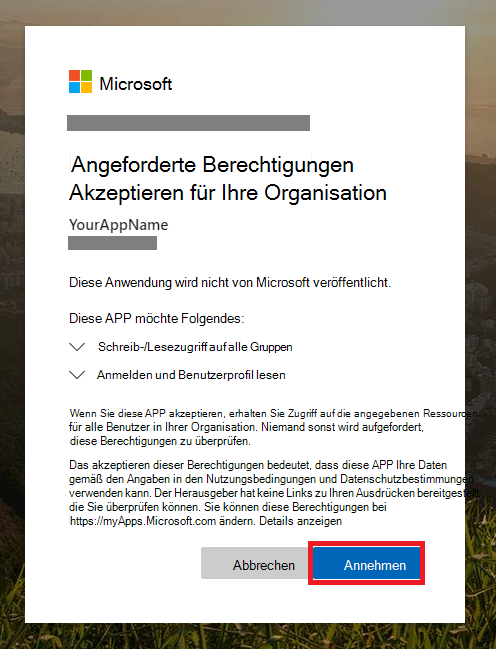 Microsoft
Angeforderte Berechtigungen
Akzeptieren für Ihre Organisation
YourAppName
Diese Anwendung wird nicht von Microsoft veröffentlicht.
Diese APP möchte Folgendes:
Schreib-/Lesezugriff auf alle Gruppen
Anmelden und Benutzerprofil lesen
Wenn Sie diese APP akzeptieren, erhalten Sie Zugriff auf die angegebenen Ressourcen
für alle Benutzer in Ihrer Organisation. Niemand sonst wird aufgefordert,
diese Berechtigungen zu überprüfen.
Das akzeptieren dieser Berechtigungen bedeutet, dass diese APP Ihre Daten
gemäß den Angaben in den Nutzungsbedingungen und Datenschutzbestimmungen
verwenden kann. Der Herausgeber hat keine Links zu Ihren Ausdrücken bereitgestellt
die Sie überprüfen können. Sie können diese Berechtigungen bei
https://myApps.Microsoft.com ändern. Details anzeigen
Abbrechen
Annehmen